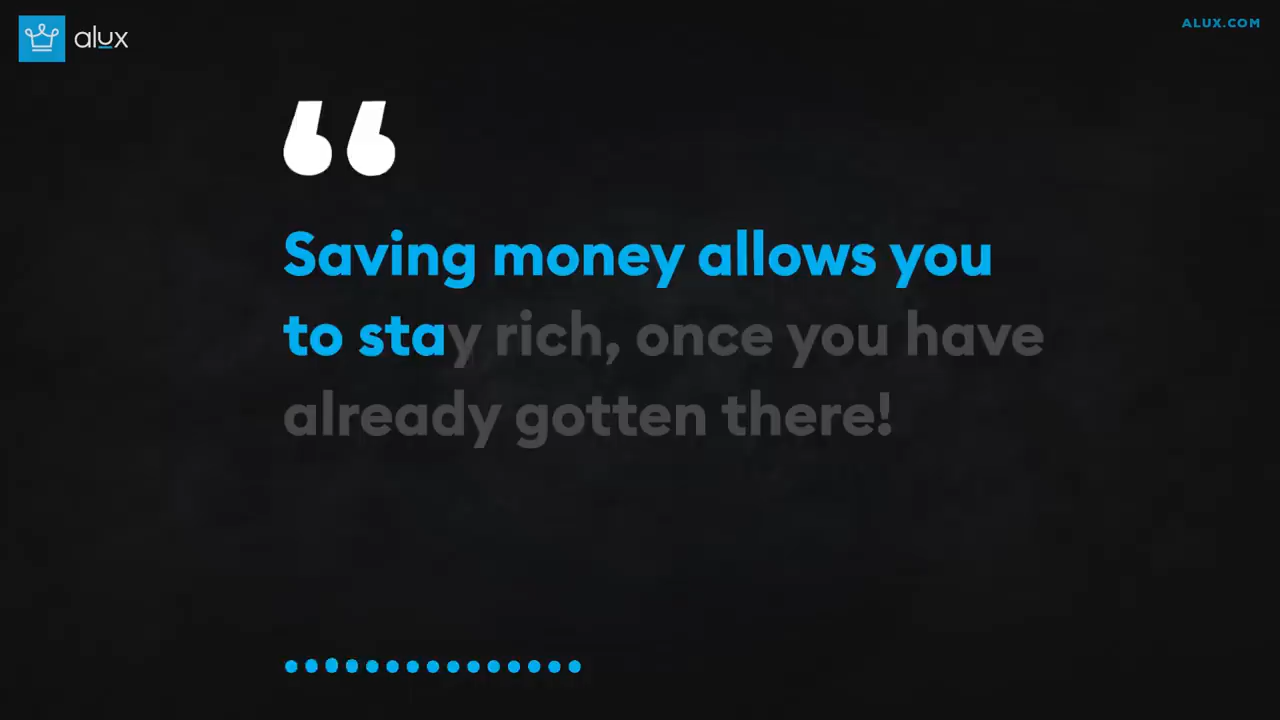 alux
ALUX.COM
“
Saving money allows you
to stay rich, once you have
already gotten there!